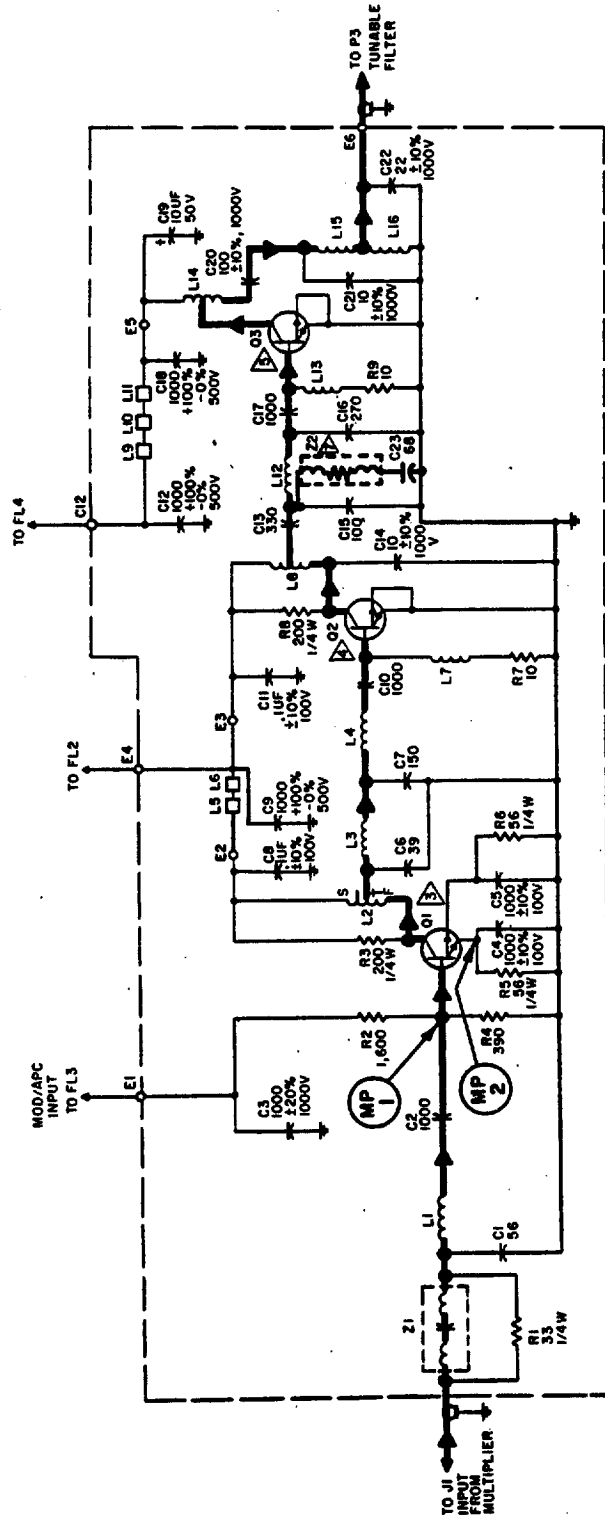 TO J1
INPUT
FROM
MULTIPLIER
Z1
R1
33
1/4 W
C1
56
L1
C2
1000
MP
1
MP
2
MOD/APC
INPUT
TO FL3
E1
C3
1000
±20%
1000V
R2
1,600
R4
390
R3
200
1/4 W
Q1
3
R5
56
1/4W
C4
1000
±10%
100V
C5
1000
±10%
100V
R6
56
1/4 W
S
L2
F
E2
C8
.1UF
±10%
100V
L5 L6
C9
1000
+100%
-0%
500V
TO FL2
E4
E3
C11
.1UF
±10%
100V
L3
C6
39
L4
C7
150
C10
1000
4
Q2
L7
R7
10
R8
200
1/4 W
L8
C14
10
±10%
1000
V
C13
330
C15
100
L12
Z2
C23
68
C16
270
C17
1000
5
Q3
L13
R9
10
TO FL4
C12
C12
1000
+100%
-0%
500V
L9 L10 L11
C18
1000
+100%
-0%
500V
E5
C19
10UF
50V
+
L14
C20
100
±10%, 1000V
C21
10
±10%
1000V
L15
L16
C22
22
±10%
1000V
E6
TO P3
TUNABLE
FILTER